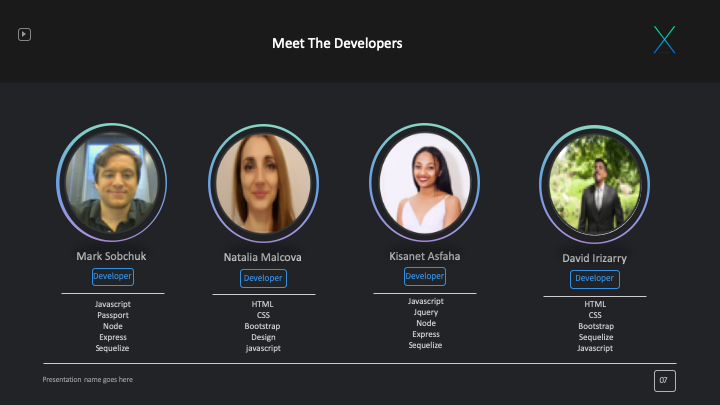 Meet The Developers
Mark Sobchuk
Developer
Javascript
Passport
Node
Express
Sequelize
Natalia Malcova
Developer
HTML
CSS
Bootstrap
Design
javascript
Kisanet Asfaha
Developer
Javascript
Jquery
Node
Express
Sequelize
David Irizarry
Developer
HTML
CSS
Bootstrap
Sequelize
Javascript
Presentation name goes here
07